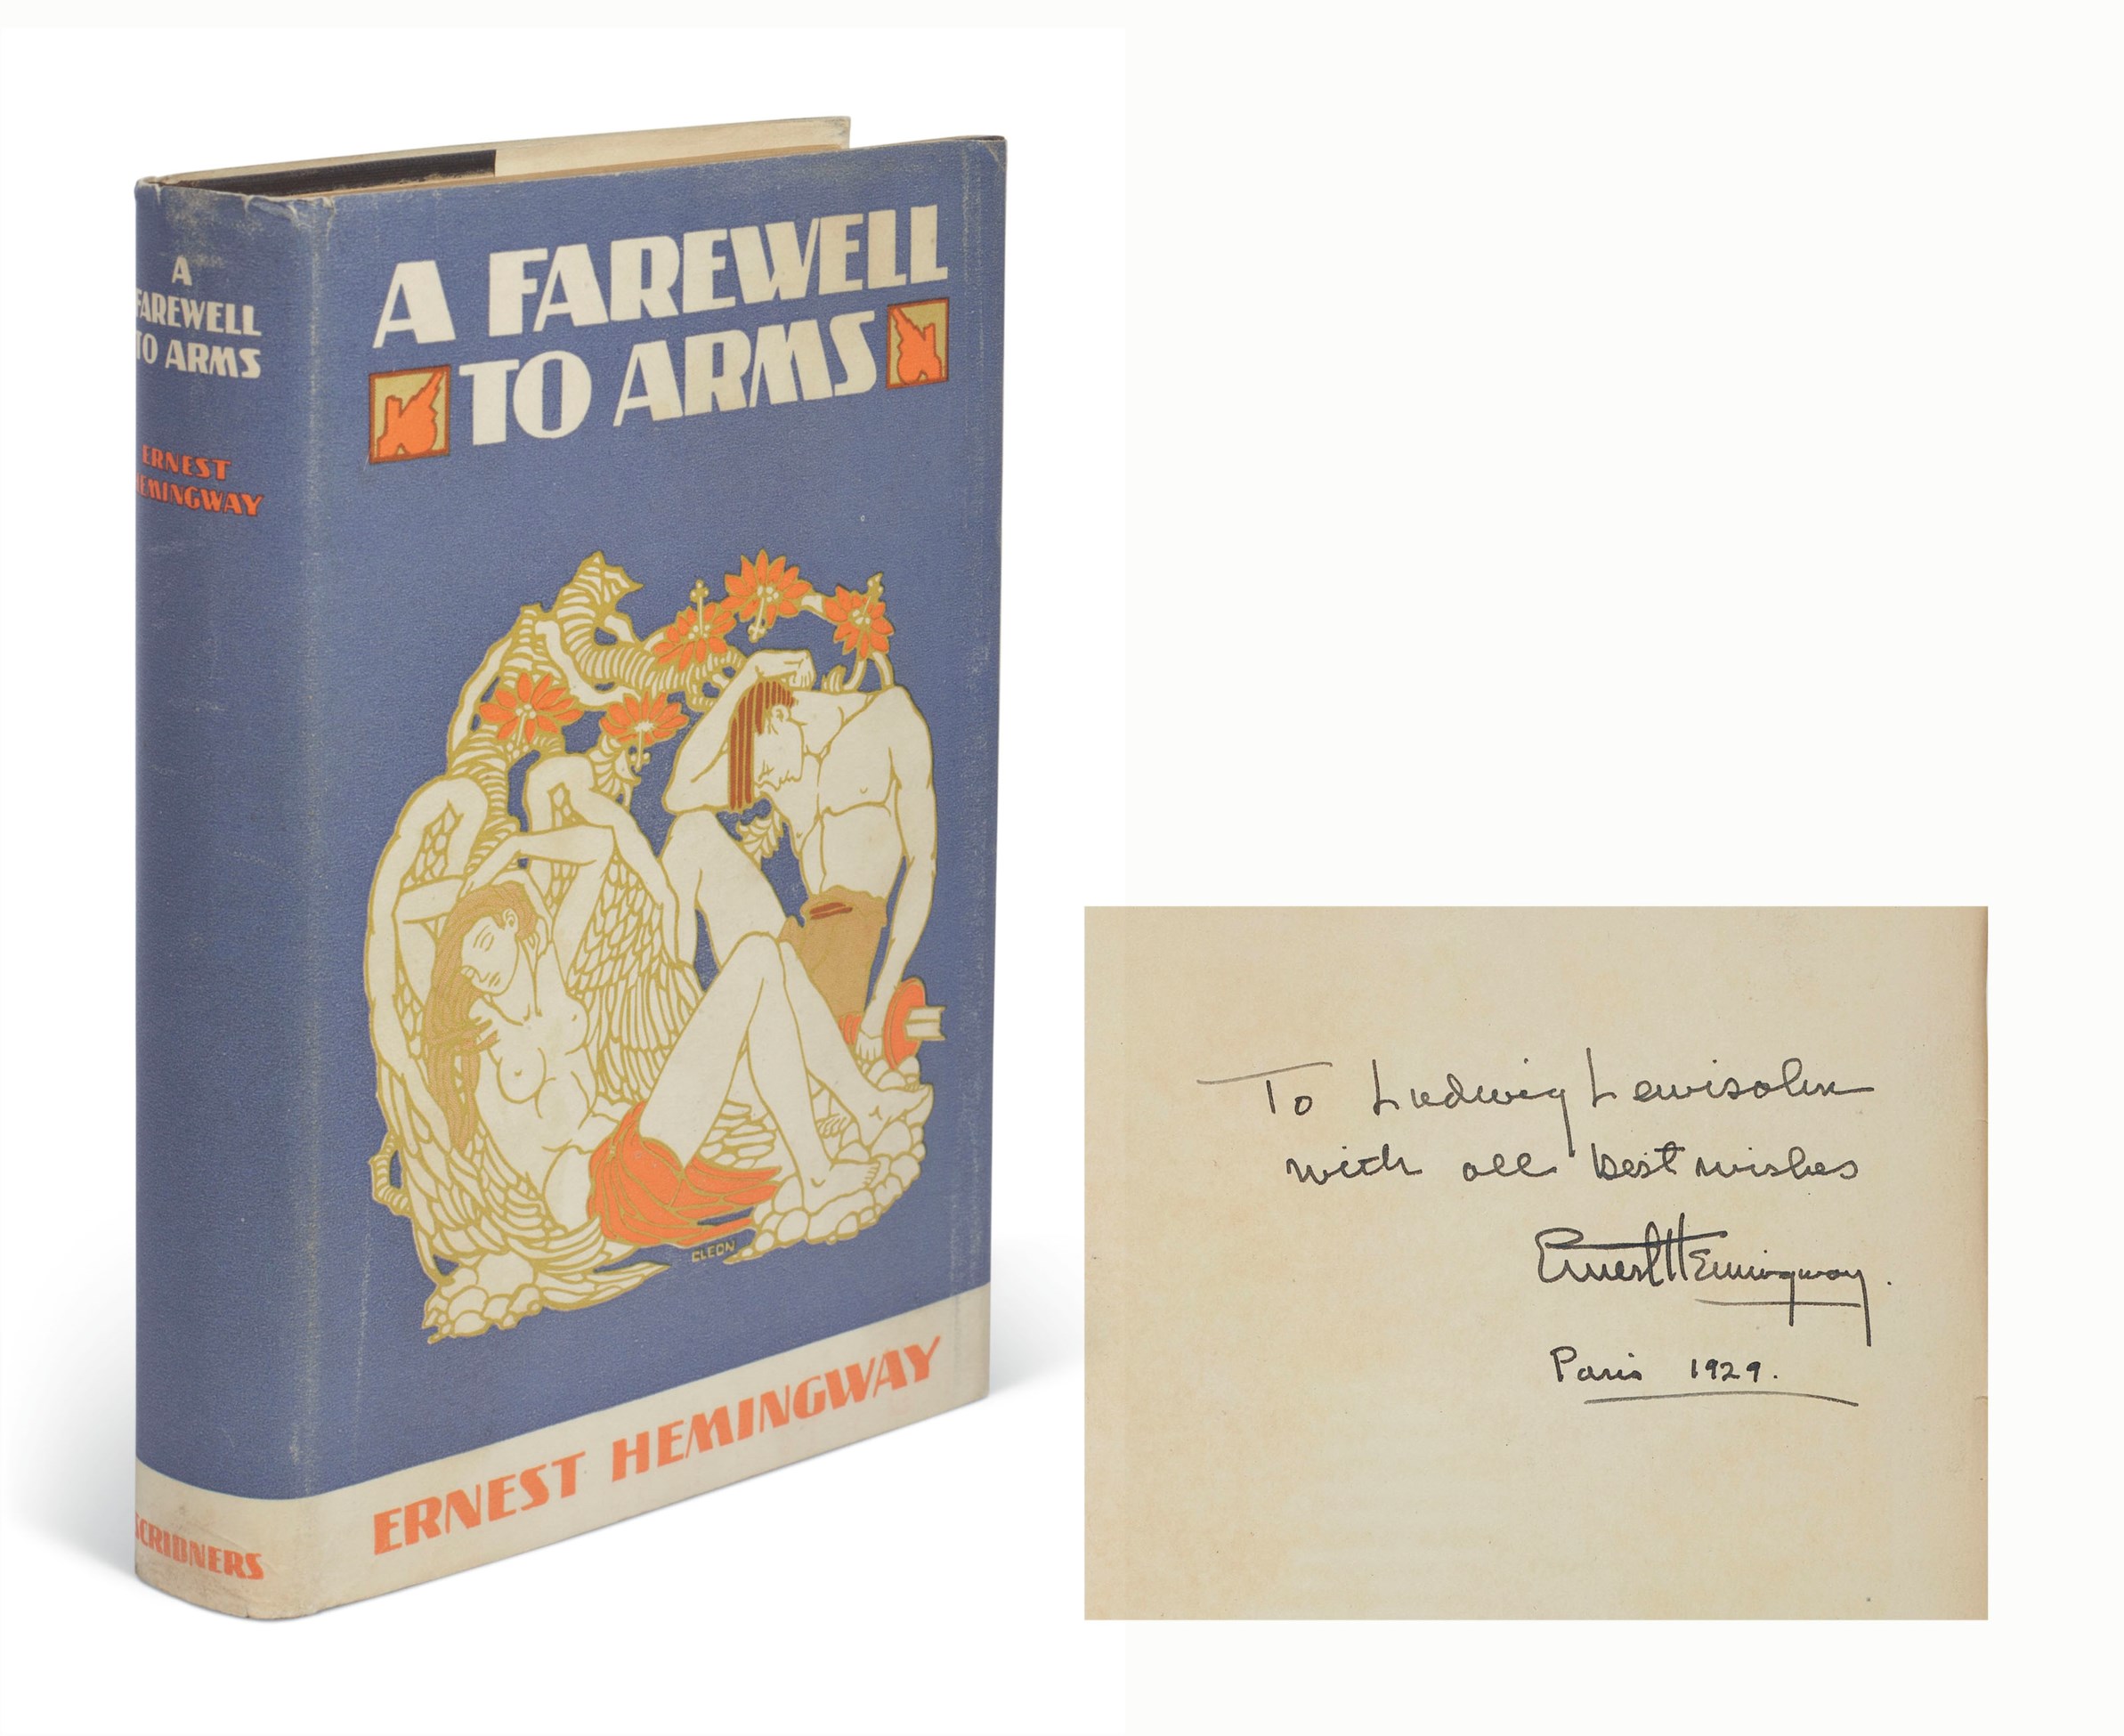 A
FAREWELL
TO ARMS
ERNEST
HEMINGWAY
SCRIBNERS
A FAREWELL
TO ARMS
CLEON
ERNEST HEMINGWAY
To Ludwig Lewisohn
with all best wishes
Ernest Hemingway.
Paris 1929.